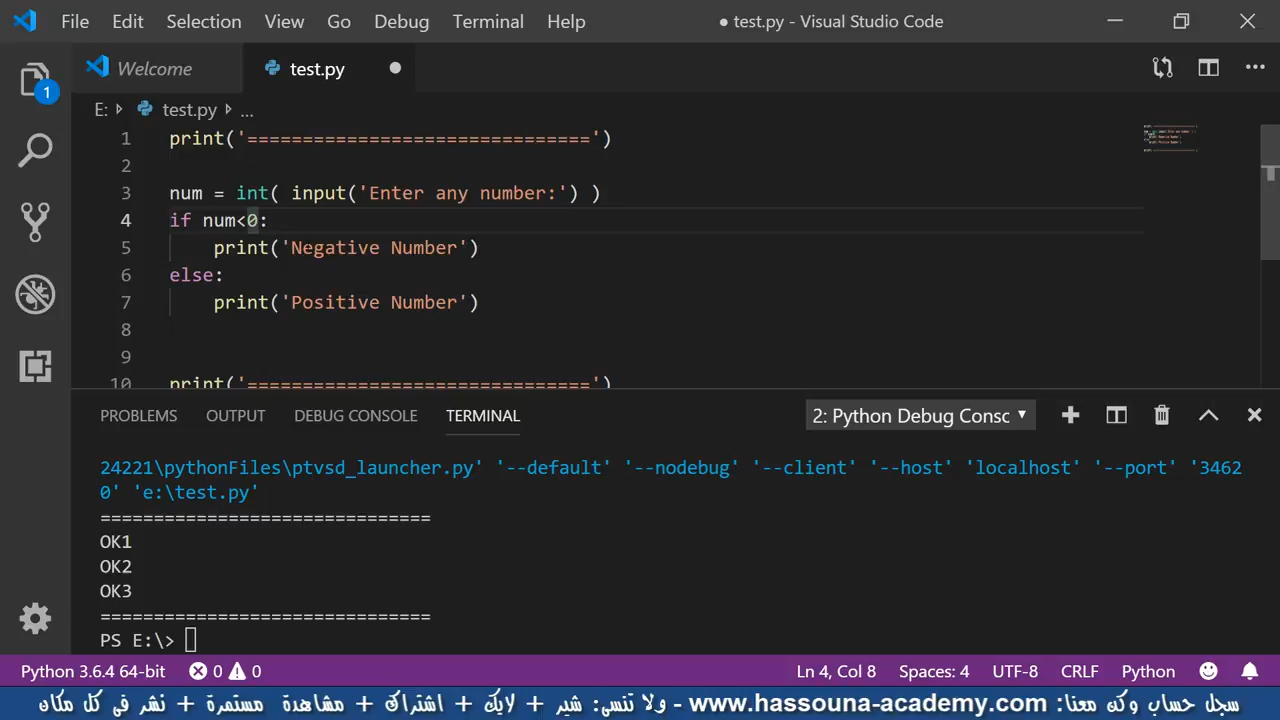 File Edit Selection View Go Debug Terminal Help ● test.py - Visual Studio Code
Welcome test.py
1
E: test.py ...
1 print('===============================')
2
3 num = int( input('Enter any number:') )
4 if num<0:
5 print('Negative Number')
6 else:
7 print('Positive Number')
8
9
10 print('===============================')
PROBLEMS OUTPUT DEBUG CONSOLE TERMINAL 2: Python Debug Consc
24221\pythonFiles\ptvsd_launcher.py' '--default' '--nodebug' '--client' '--host' 'localhost' '--port' '3462
0' 'e:\test.py'
==============================
OK1
OK2
OK3
==============================
PS E:\>
Python 3.6.4 64-bit 0 0 Ln 4, Col 8 Spaces: 4 UTF-8 CRLF Python
سجل حساب وكن معنا: www.hassouna-academy.com - ولا تنسى: شير + لايك + اشتراك + مشاهدة مستمرة + نشر في كل مكان